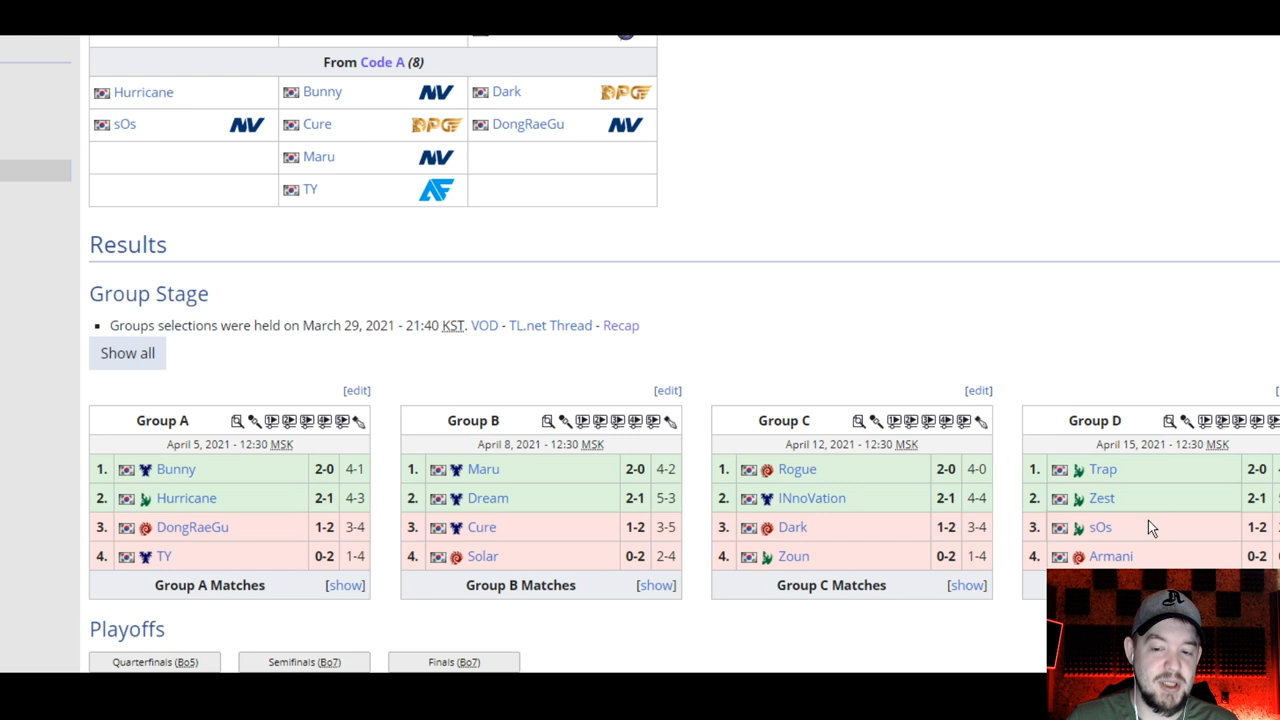 From Code A (8)
Hurricane Bunny NV Dark DPG
sOs NV Cure DPG DongRaeGu NV
Maru NV
TY AF
Results
Group Stage
▪ Groups selections were held on March 29, 2021 - 21:40 KST. VOD - TL.net Thread - Recap
Show all
[edit] [edit] [edit]
Group A Group B Group C Group D
April 5, 2021 - 12:30 MSK April 8, 2021 - 12:30 MSK April 12, 2021 - 12:30 MSK April 15, 2021 - 12:30 MSK
1. Bunny 2-0 4-1 1. Maru 2-0 4-2 1. Rogue 2-0 4-0 1. Trap 2-0
2. Hurricane 2-1 4-3 2. Dream 2-1 5-3 2. INnoVation 2-1 4-4 2. Zest 2-1
3. DongRaeGu 1-2 3-4 3. Cure 1-2 3-5 3. Dark 1-2 3-4 3. sOs 1-2
4. TY 0-2 1-4 4. Solar 0-2 2-4 4. Zoun 0-2 1-4 4. Armani 0-2
Group A Matches [show] Group B Matches [show] Group C Matches [show]
Playoffs
Quarterfinals (Bo5) Semifinals (Bo7) Finals (Bo7)